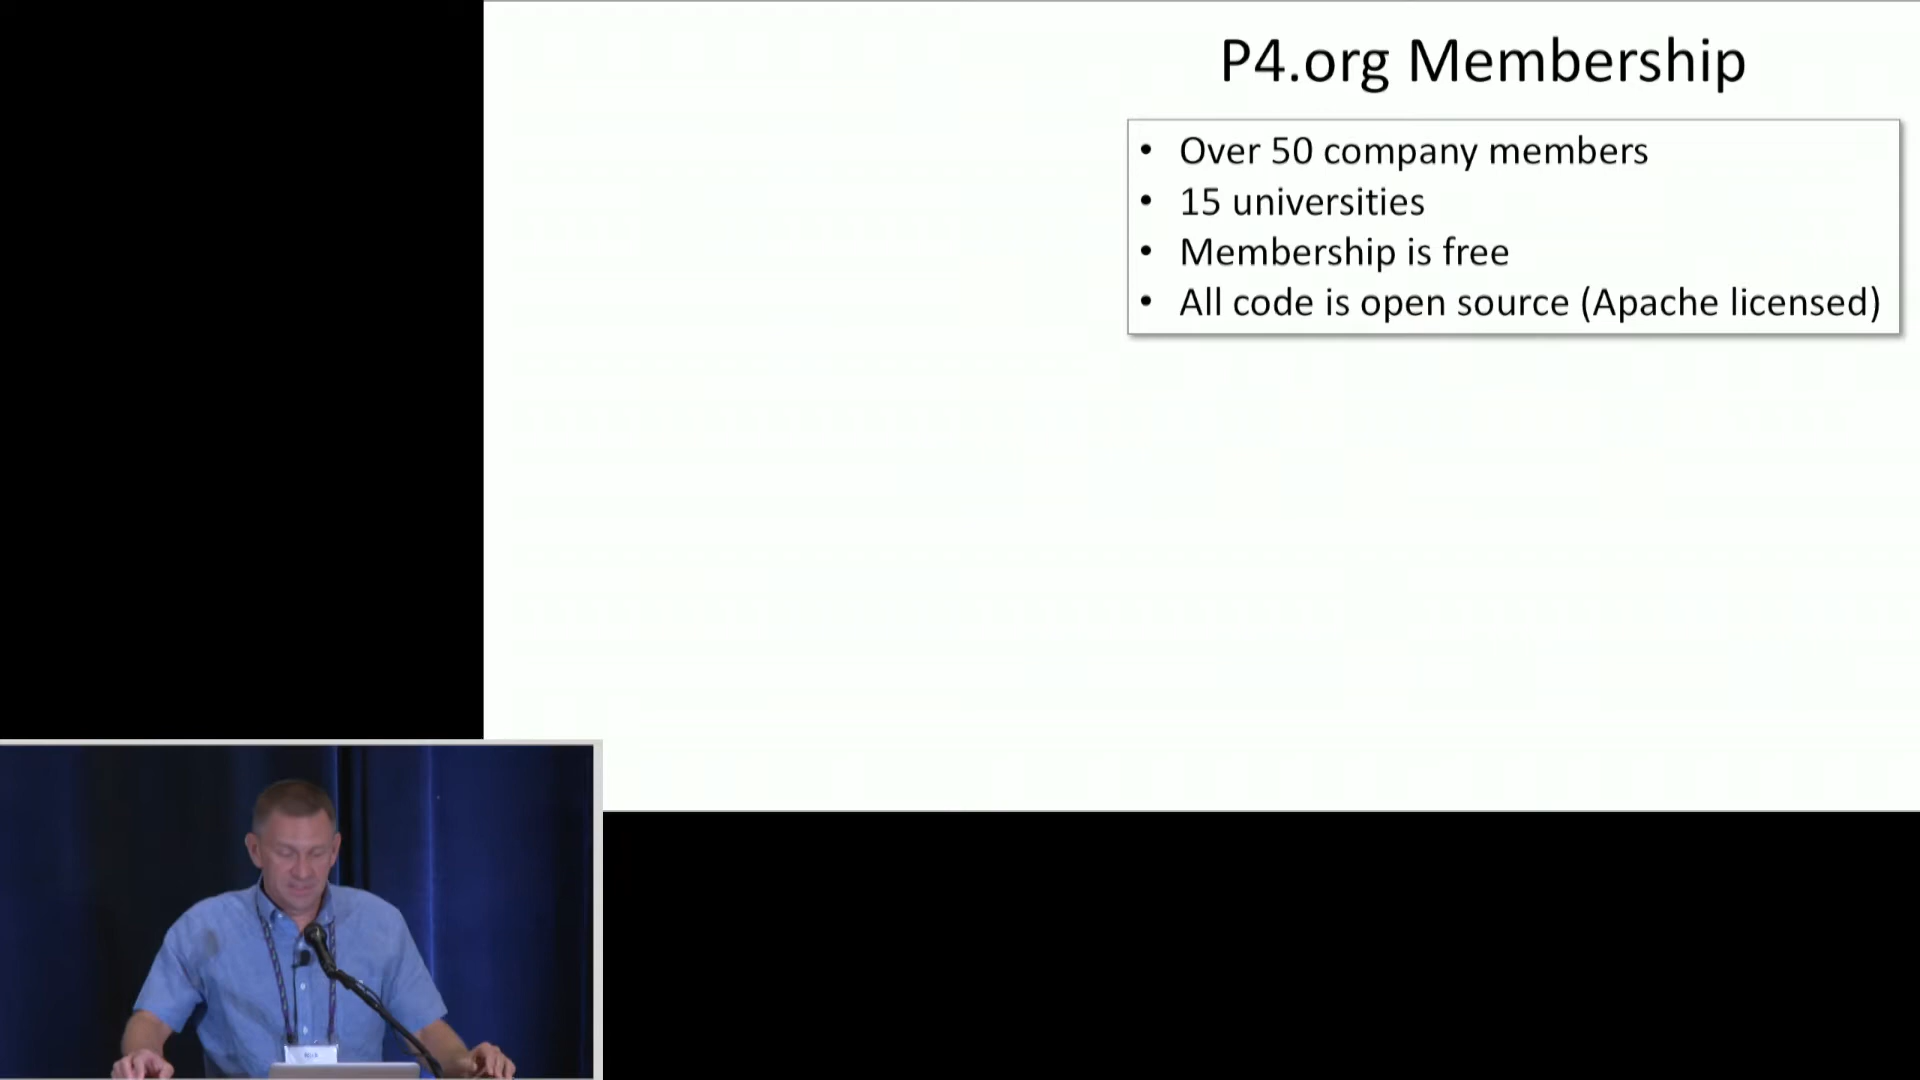 P4.org Membership
• Over 50 company members
• 15 universities
• Membership is free
• All code is open source (Apache licensed)